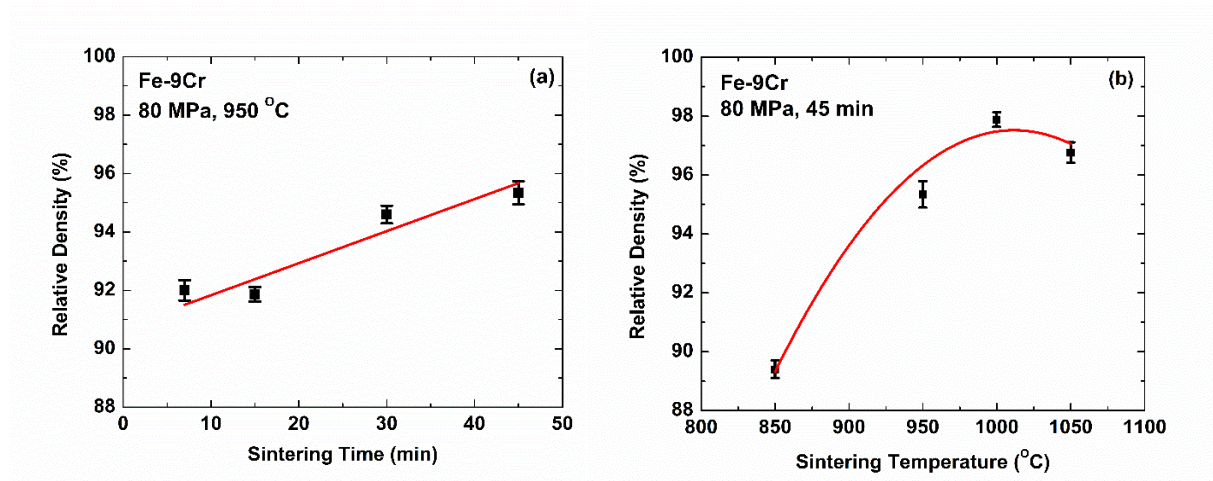 Fe-9Cr
80 MPa, 950 °C
(a)
100
98
96
94
92
90
88
Relative Density (%)
0 10 20 30 40 50
Sintering Time (min)
Fe-9Cr
80 MPa, 45 min
(b)
100
98
96
94
92
90
88
Relative Density (%)
800 850 900 950 1000 1050 1100
Sintering Temperature (°C)